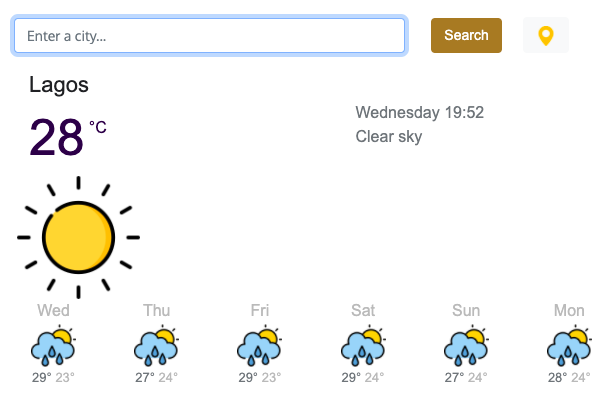 Enter a city...
Search
Lagos
28 °C
Wednesday 19:52
Clear sky
Wed Thu Fri Sat Sun Mon
29° 23° 27° 24° 29° 23° 29° 24° 27° 24° 28° 24°